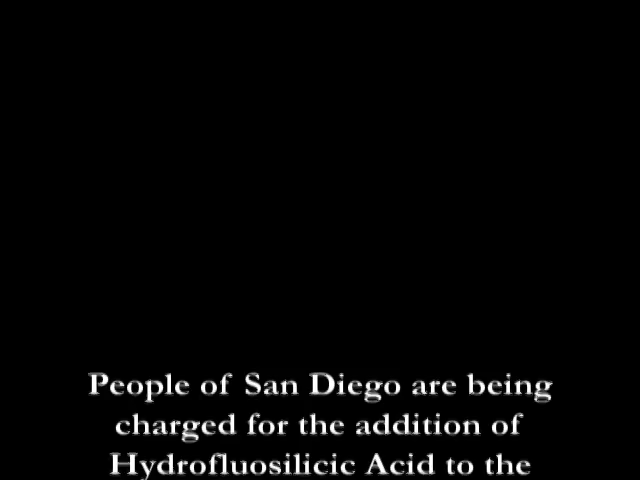 People of San Diego are being
charged for the addition of
Hydrofluosilicic Acid to the